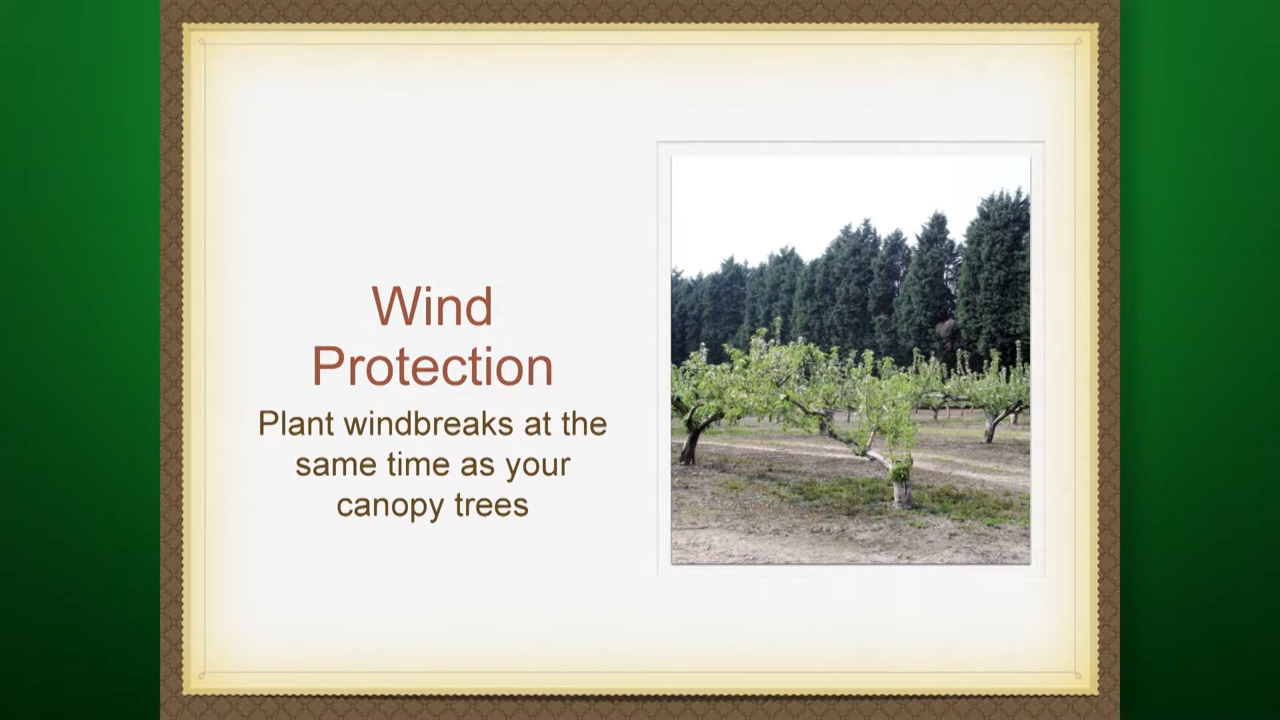 Wind
Protection
Plant windbreaks at the
same time as your
canopy trees